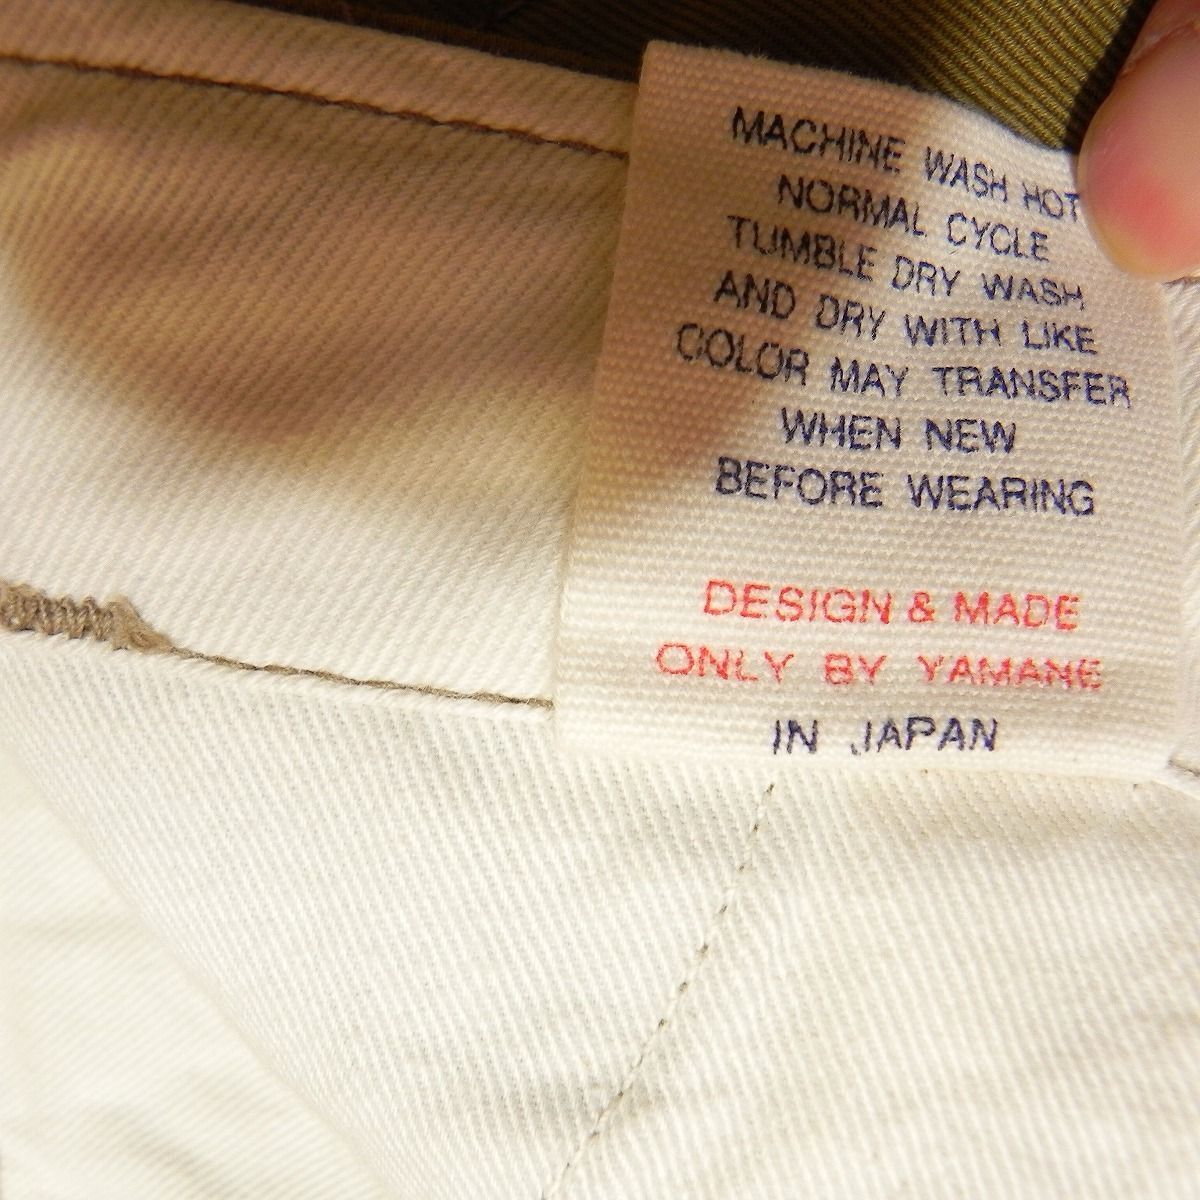 MACHINE WASH HOT
NORMAL CYCLE
TUMBLE DRY WASH
AND DRY WITH LIKE
COLOR MAY TRANSFER
WHEN NEW
BEFORE WEARING
DESIGN & MADE
ONLY BY YAMANE
IN JAPAN